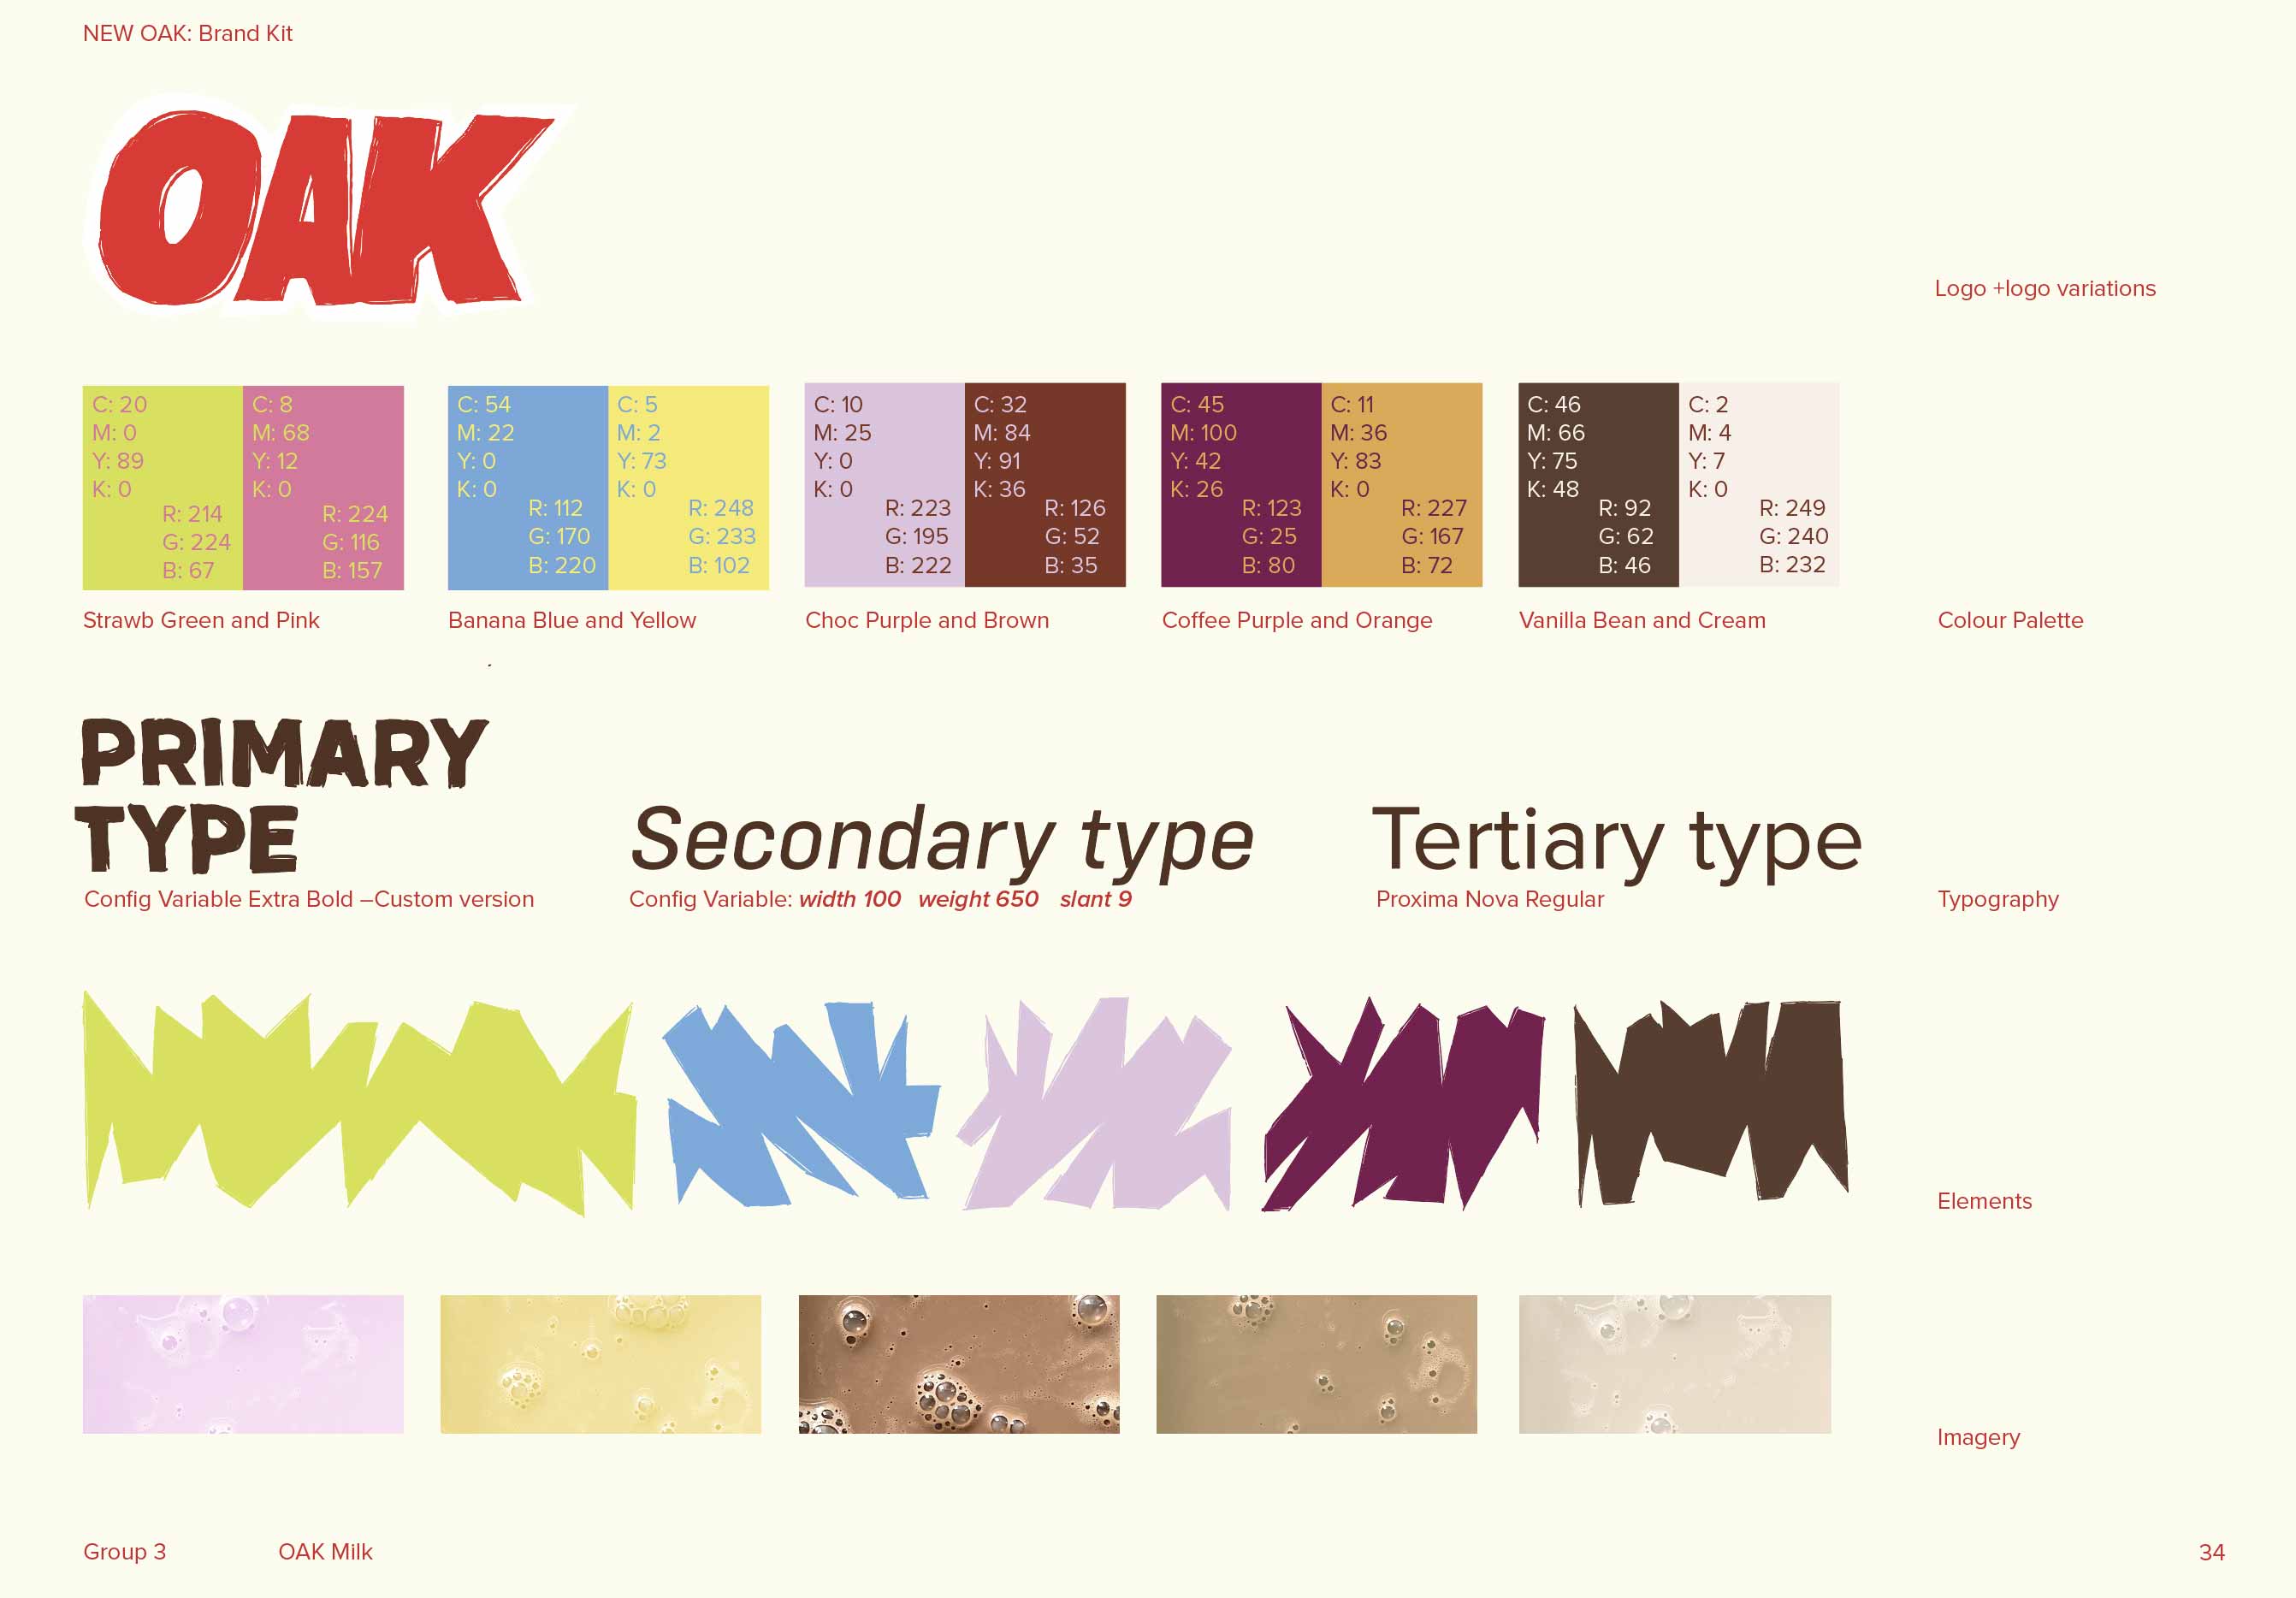 NEW OAK: Brand Kit
OAK
Logo +logo variations
C: 20
M: 0
Y: 89
K: 0
R: 214
G: 224
B: 67
C: 8
M: 68
Y: 12
K: 0
R: 224
G: 116
B: 157
Strawb Green and Pink
C: 54
M: 22
Y: 0
K: 0
R: 112
G: 170
B: 220
C: 5
M: 2
Y: 73
K: 0
R: 248
G: 233
B: 102
Banana Blue and Yellow
C: 10
M: 25
Y: 0
K: 0
R: 223
G: 195
B: 222
C: 32
M: 84
Y: 91
K: 36
R: 126
G: 52
B: 35
Choc Purple and Brown
C: 45
M: 100
Y: 42
K: 26
R: 123
G: 25
B: 80
C: 11
M: 36
Y: 83
K: 0
R: 227
G: 167
B: 72
Coffee Purple and Orange
C: 46
M: 66
Y: 75
K: 48
R: 92
G: 62
B: 46
C: 2
M: 4
Y: 7
K: 0
R: 249
G: 240
B: 232
Vanilla Bean and Cream
Colour Palette
PRIMARY
TYPE
Config Variable Extra Bold –Custom version
Secondary type
Config Variable: width 100 weight 650 slant 9
Tertiary type
Proxima Nova Regular
Typography
Elements
Imagery
Group 3
OAK Milk
34